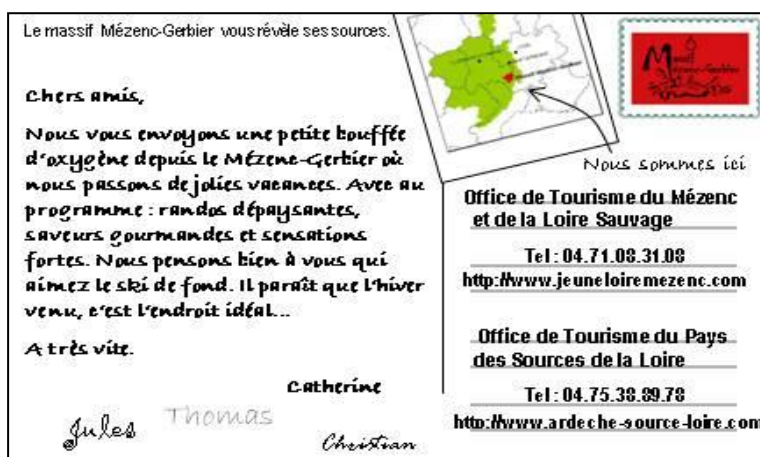 Le massif Mézenc-Gerbier vous révèle ses sources.
Chers amis,
Nous vous envoyons une petite bouffée
d'oxygène depuis le Mézenc-Gerbier où
nous passons de jolies vacances. Avec au
programme : randos dépaysantes,
saveurs gourmandes et sensations
fortes. Nous pensons bien à vous qui
aimez le ski de fond. Il paraît que l'hiver
venu, c'est l'endroit idéal...
A très vite.
Catherine
Jules
Thomas
Christian
Massif
Nous sommes ici
Office de Tourisme du Mézenc
et de la Loire Sauvage
Tel : 04.71.08.31.08
http://www.jeuneloiremezenc.com
Office de Tourisme du Pays
des Sources de la Loire
Tel : 04.75.38.89.78
http://www.ardeche-source-loire.com